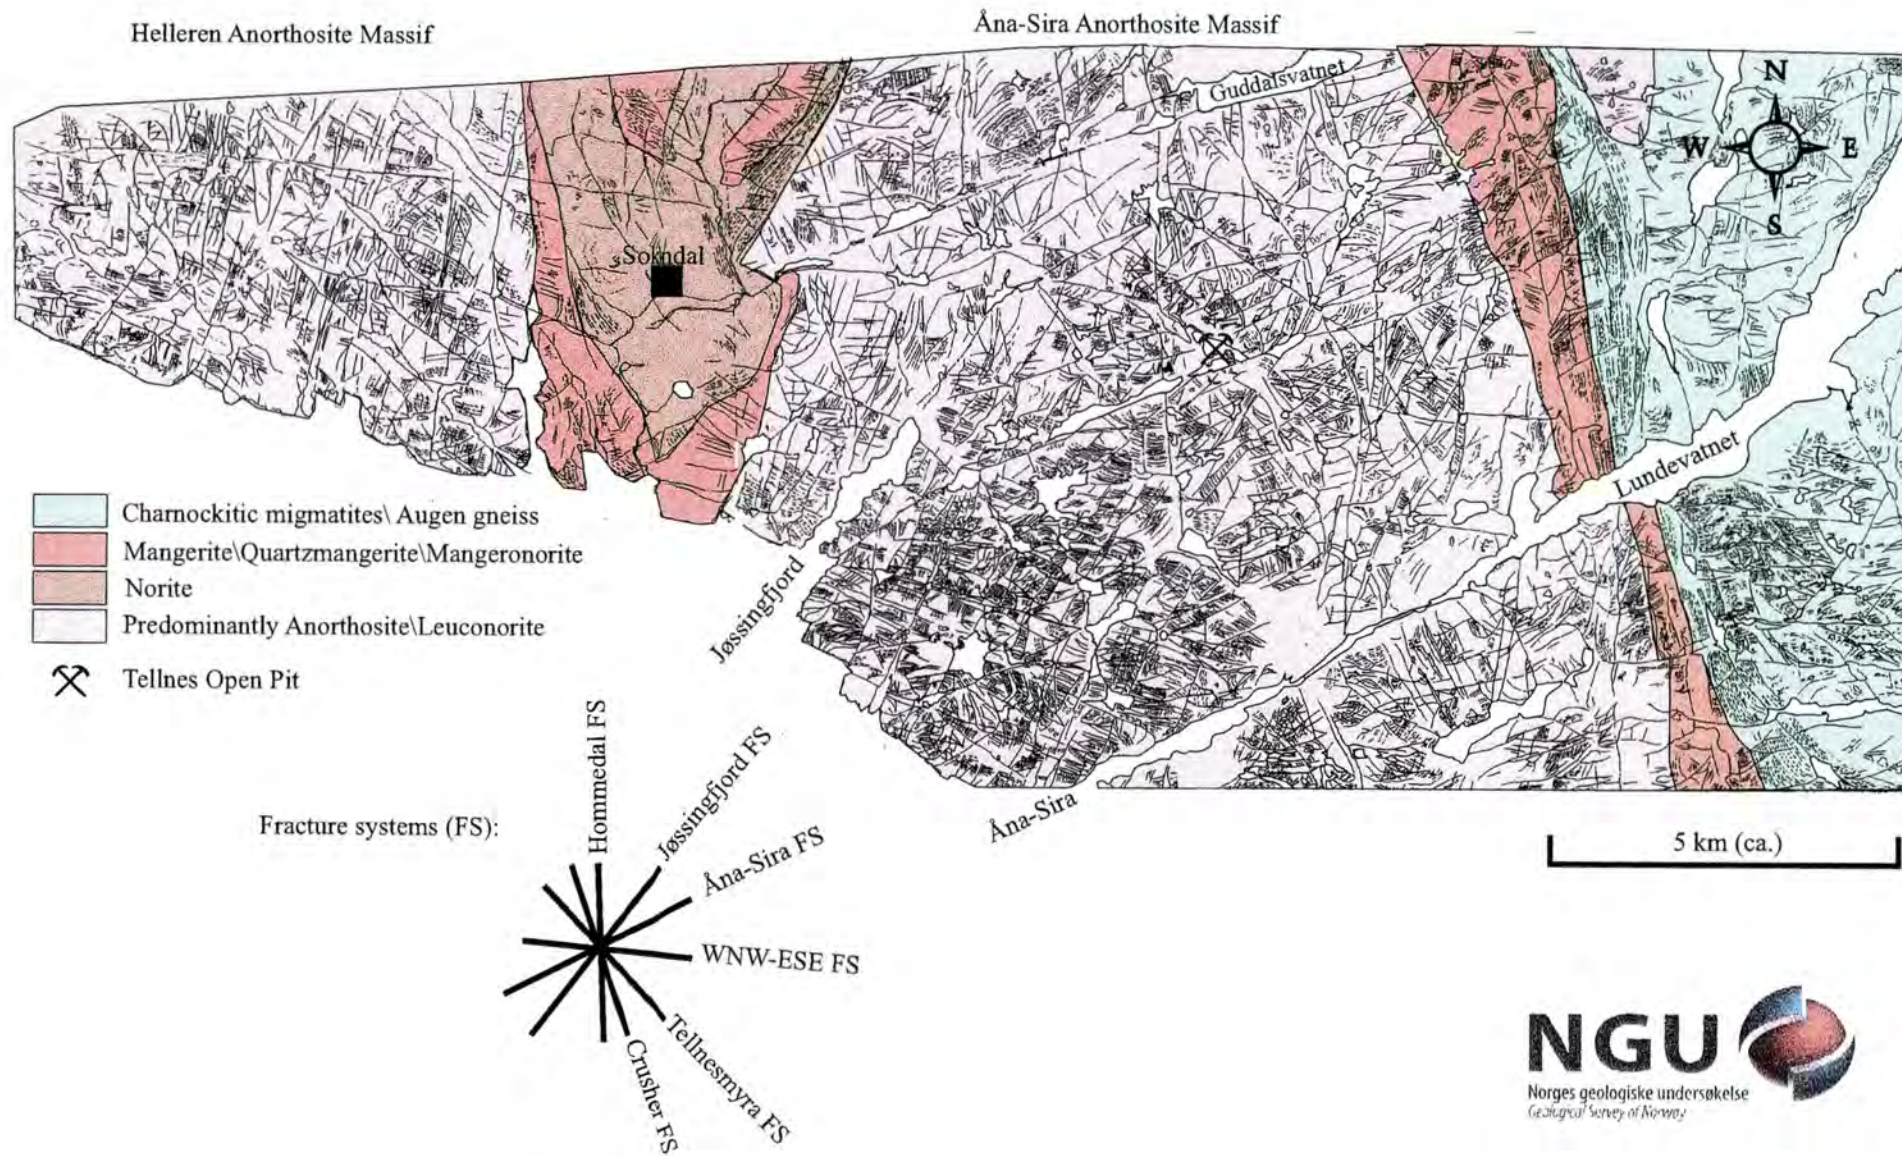 Helleren Anorthosite Massif
Åna-Sira Anorthosite Massif
Guddalsvatnet
N
W
E
S
Sokndal
Lundevatnet
Charnockitic migmatites\ Augen gneiss
Mangerite\Quartzmangerite\Mangeronorite
Norite
Predominantly Anorthosite\Leuconorite
Tellnes Open Pit
Jøssingfjord
Åna-Sira
5 km (ca.)
Fracture systems (FS):
Hommedal FS
Jøssingfjord FS
Åna-Sira FS
WNW-ESE FS
Tellnesmyra FS
Crusher FS
NGU
Norges geologiske undersøkelse
Geological Survey of Norway